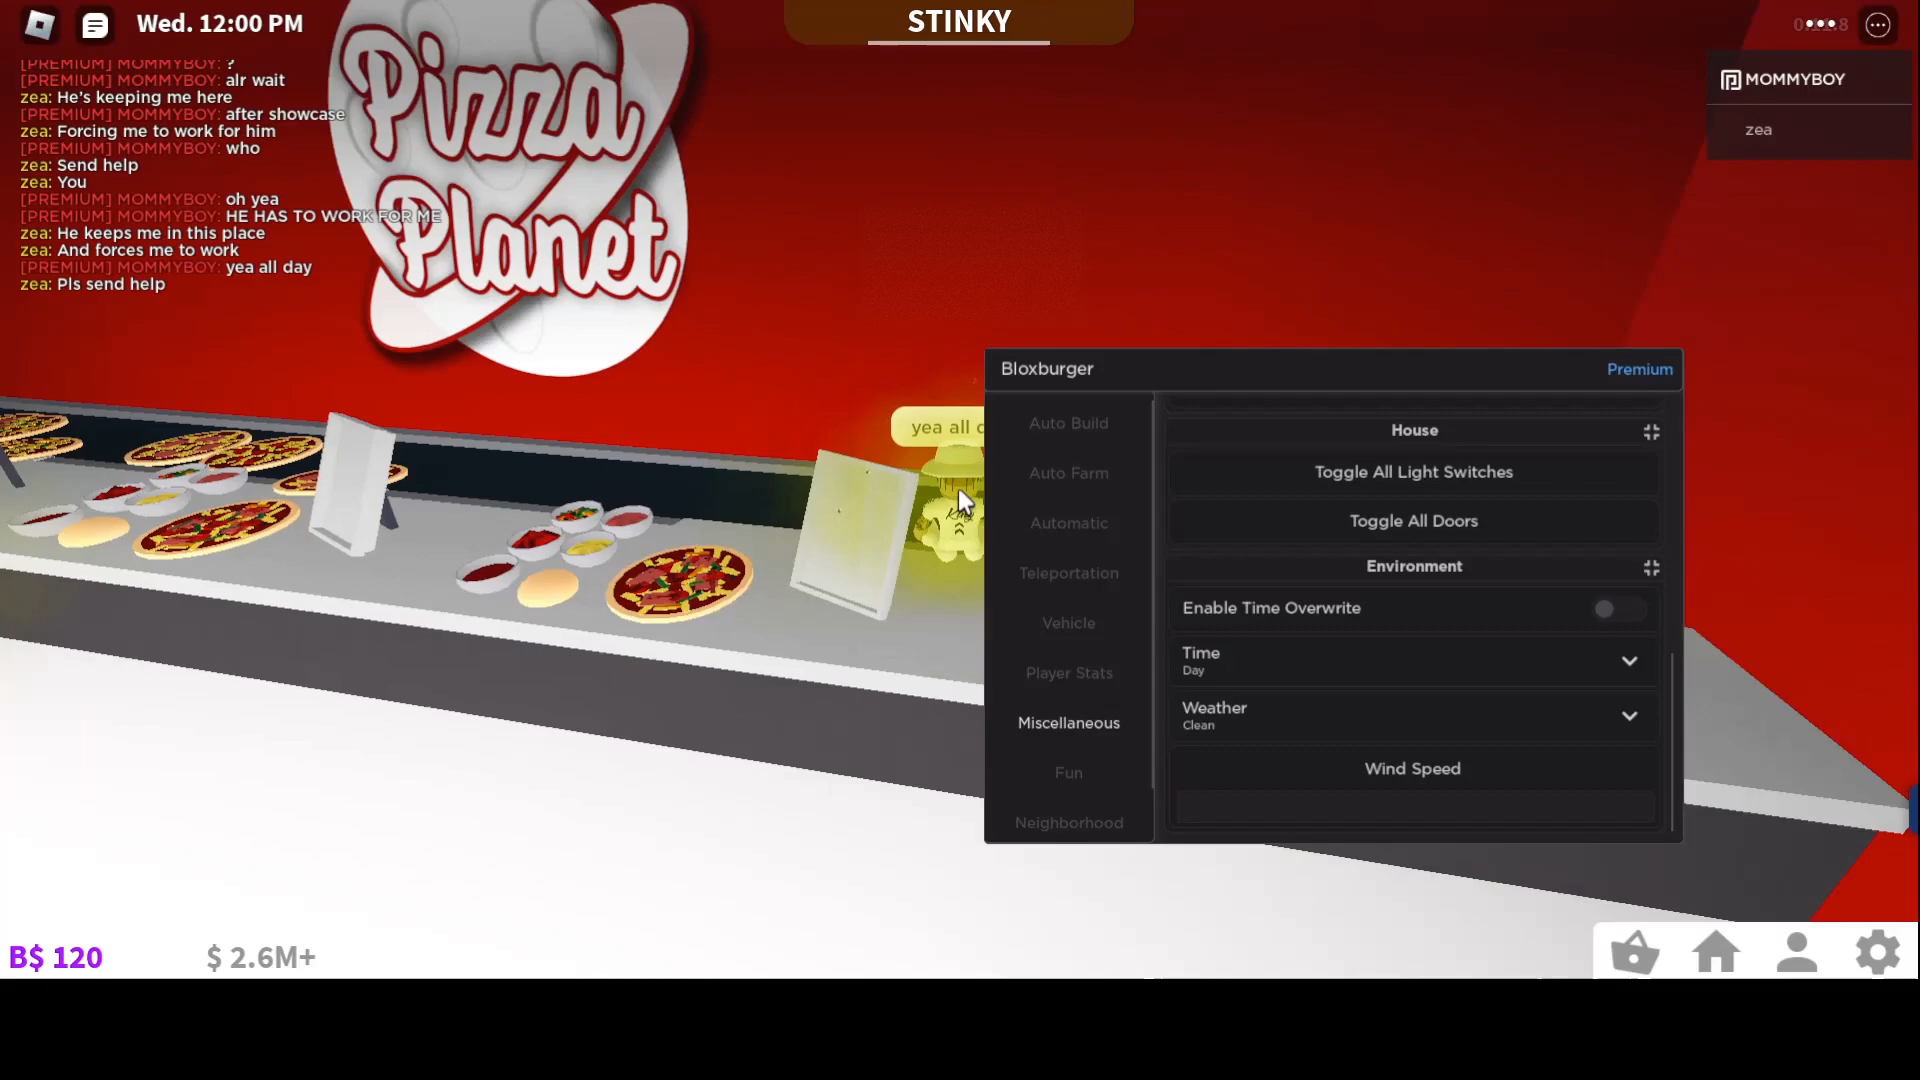 Wed. 12:00 PM
STINKY
[PREMIUM] MOMMYBOY: ?
[PREMIUM] MOMMYBOY: alr wait
zea: He's keeping me here
[PREMIUM] MOMMYBOY: after showcase
zea: Forcing me to work for him
[PREMIUM] MOMMYBOY: who
zea: Send help
zea: You
[PREMIUM] MOMMYBOY: oh yea
[PREMIUM] MOMMYBOY: HE HAS TO WORK FOR ME
zea: He keeps me in this place
zea: And forces me to work
[PREMIUM] MOMMYBOY: yea all day
zea: Pls send help
Pizza
Planet
MOMMYBOY
zea
yea all
Bloxburger
Premium
Auto Build
Auto Farm
Automatic
Teleportation
Vehicle
Player Stats
Miscellaneous
Fun
Neighborhood
House
Toggle All Light Switches
Toggle All Doors
Environment
Enable Time Overwrite
Time
Day
Weather
Clean
Wind Speed
B$ 120
$ 2.6M+